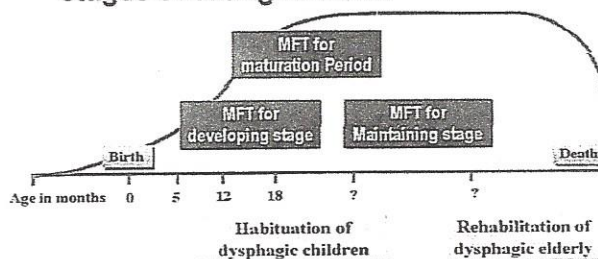 MFT for
maturation Period
MFT for
developing stage
MFT for
Maintaining stage
Birth
Death
Age in months 0 5 12 18 ? ?
Habituation of
dysphagic children
Rehabilitation of
dysphagic elderly